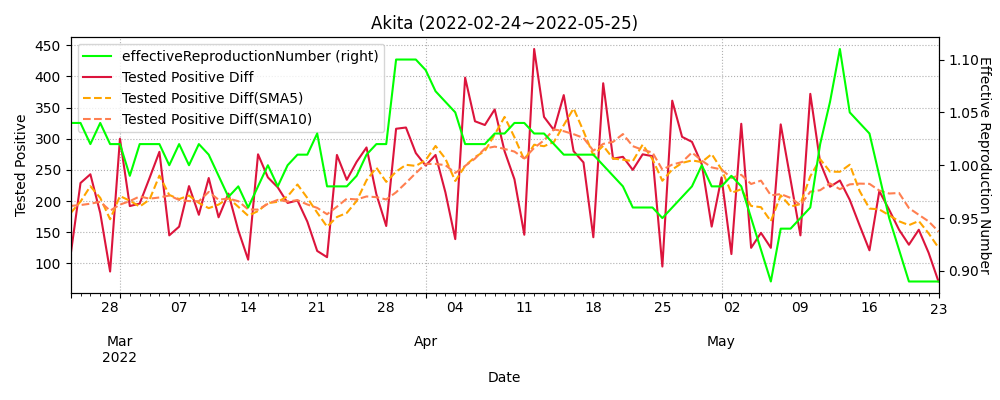 Akita (2022-02-24~2022-05-25)
effectiveReproductionNumber (right)
Tested Positive Diff
Tested Positive Diff(SMA5)
Tested Positive Diff(SMA10)
Tested Positive
450
400
350
300
250
200
150
100
1.10
1.05
1.00
0.95
0.90
Effective Reproduction Number
28 07 14 21 28 04 11 18 25 02 09 16 23
Mar Apr May
2022
Date